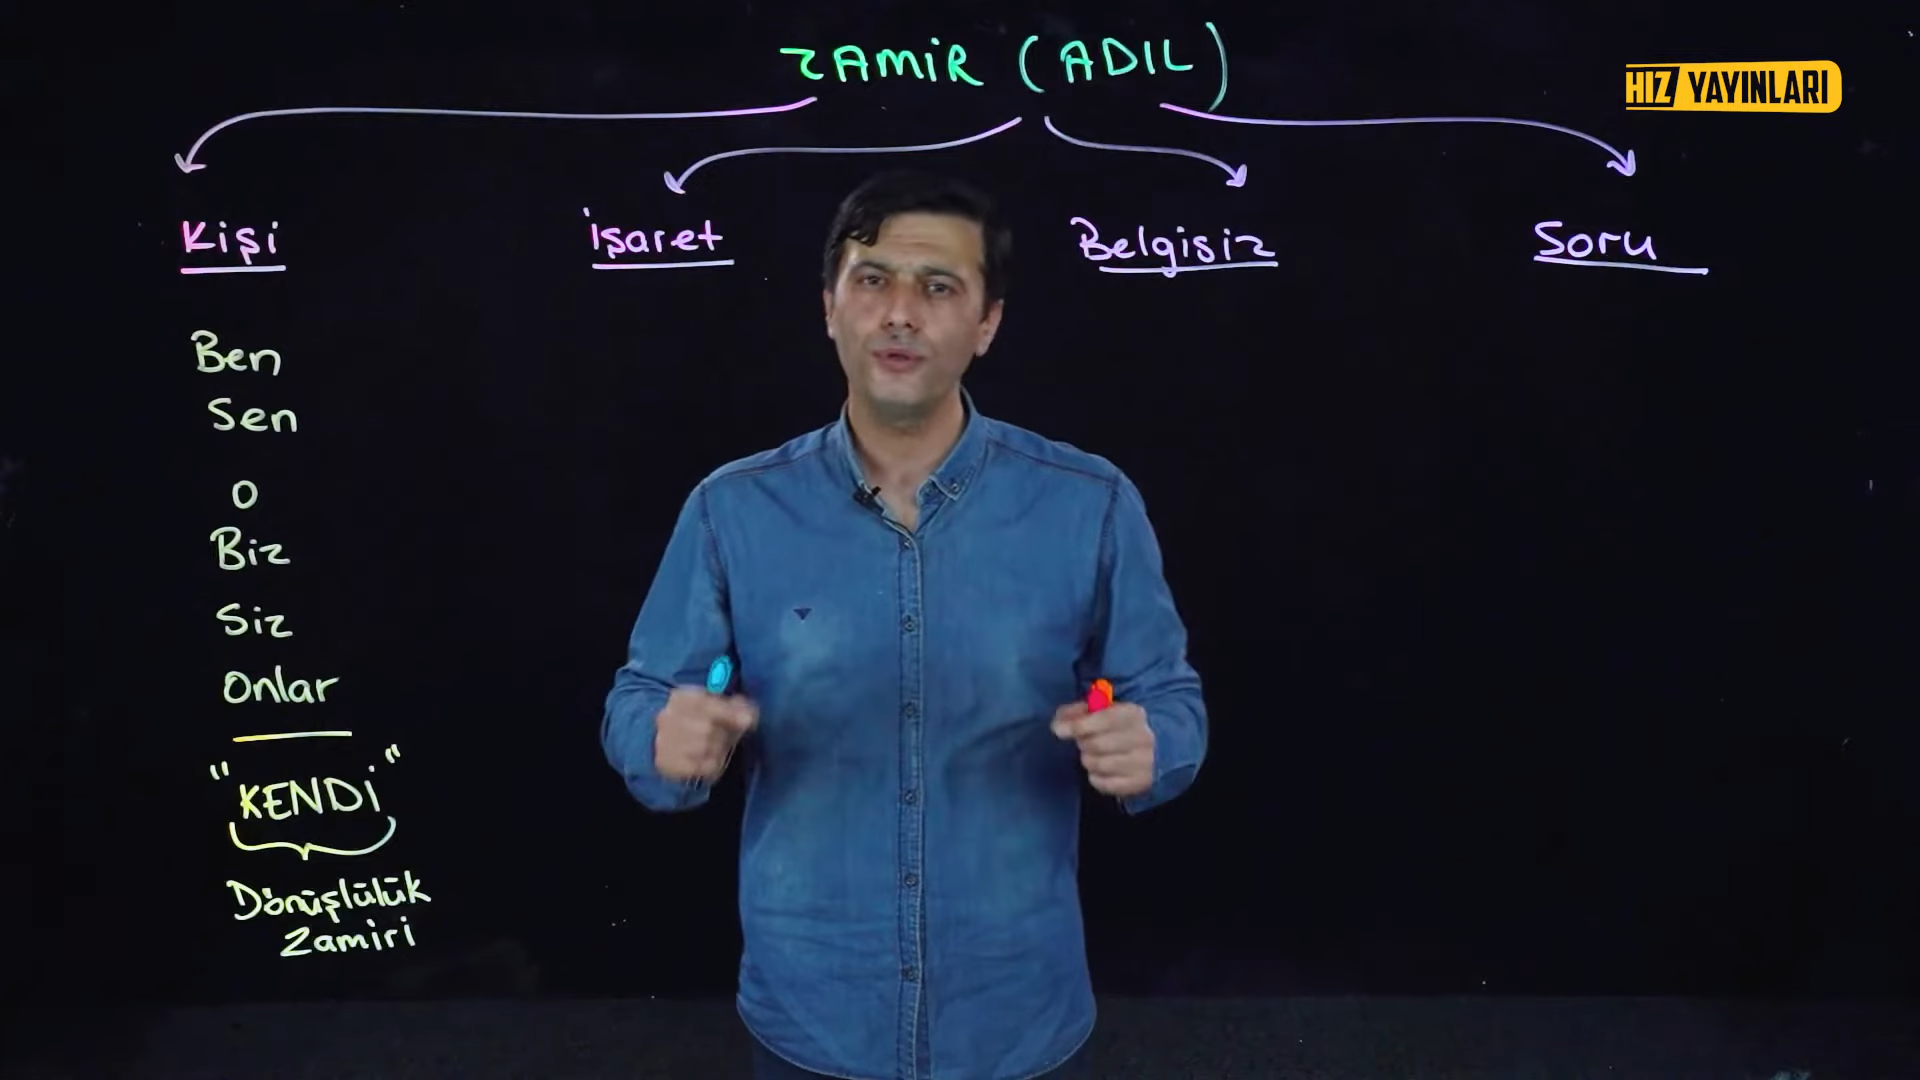 ZAMİR (ADIL)
HIZ YAYINLARI
Kişi
İşaret
Belgisiz
Soru
Ben
Sen
O
Biz
Siz
Onlar
"KENDİ"
Dönüşlülük
Zamiri